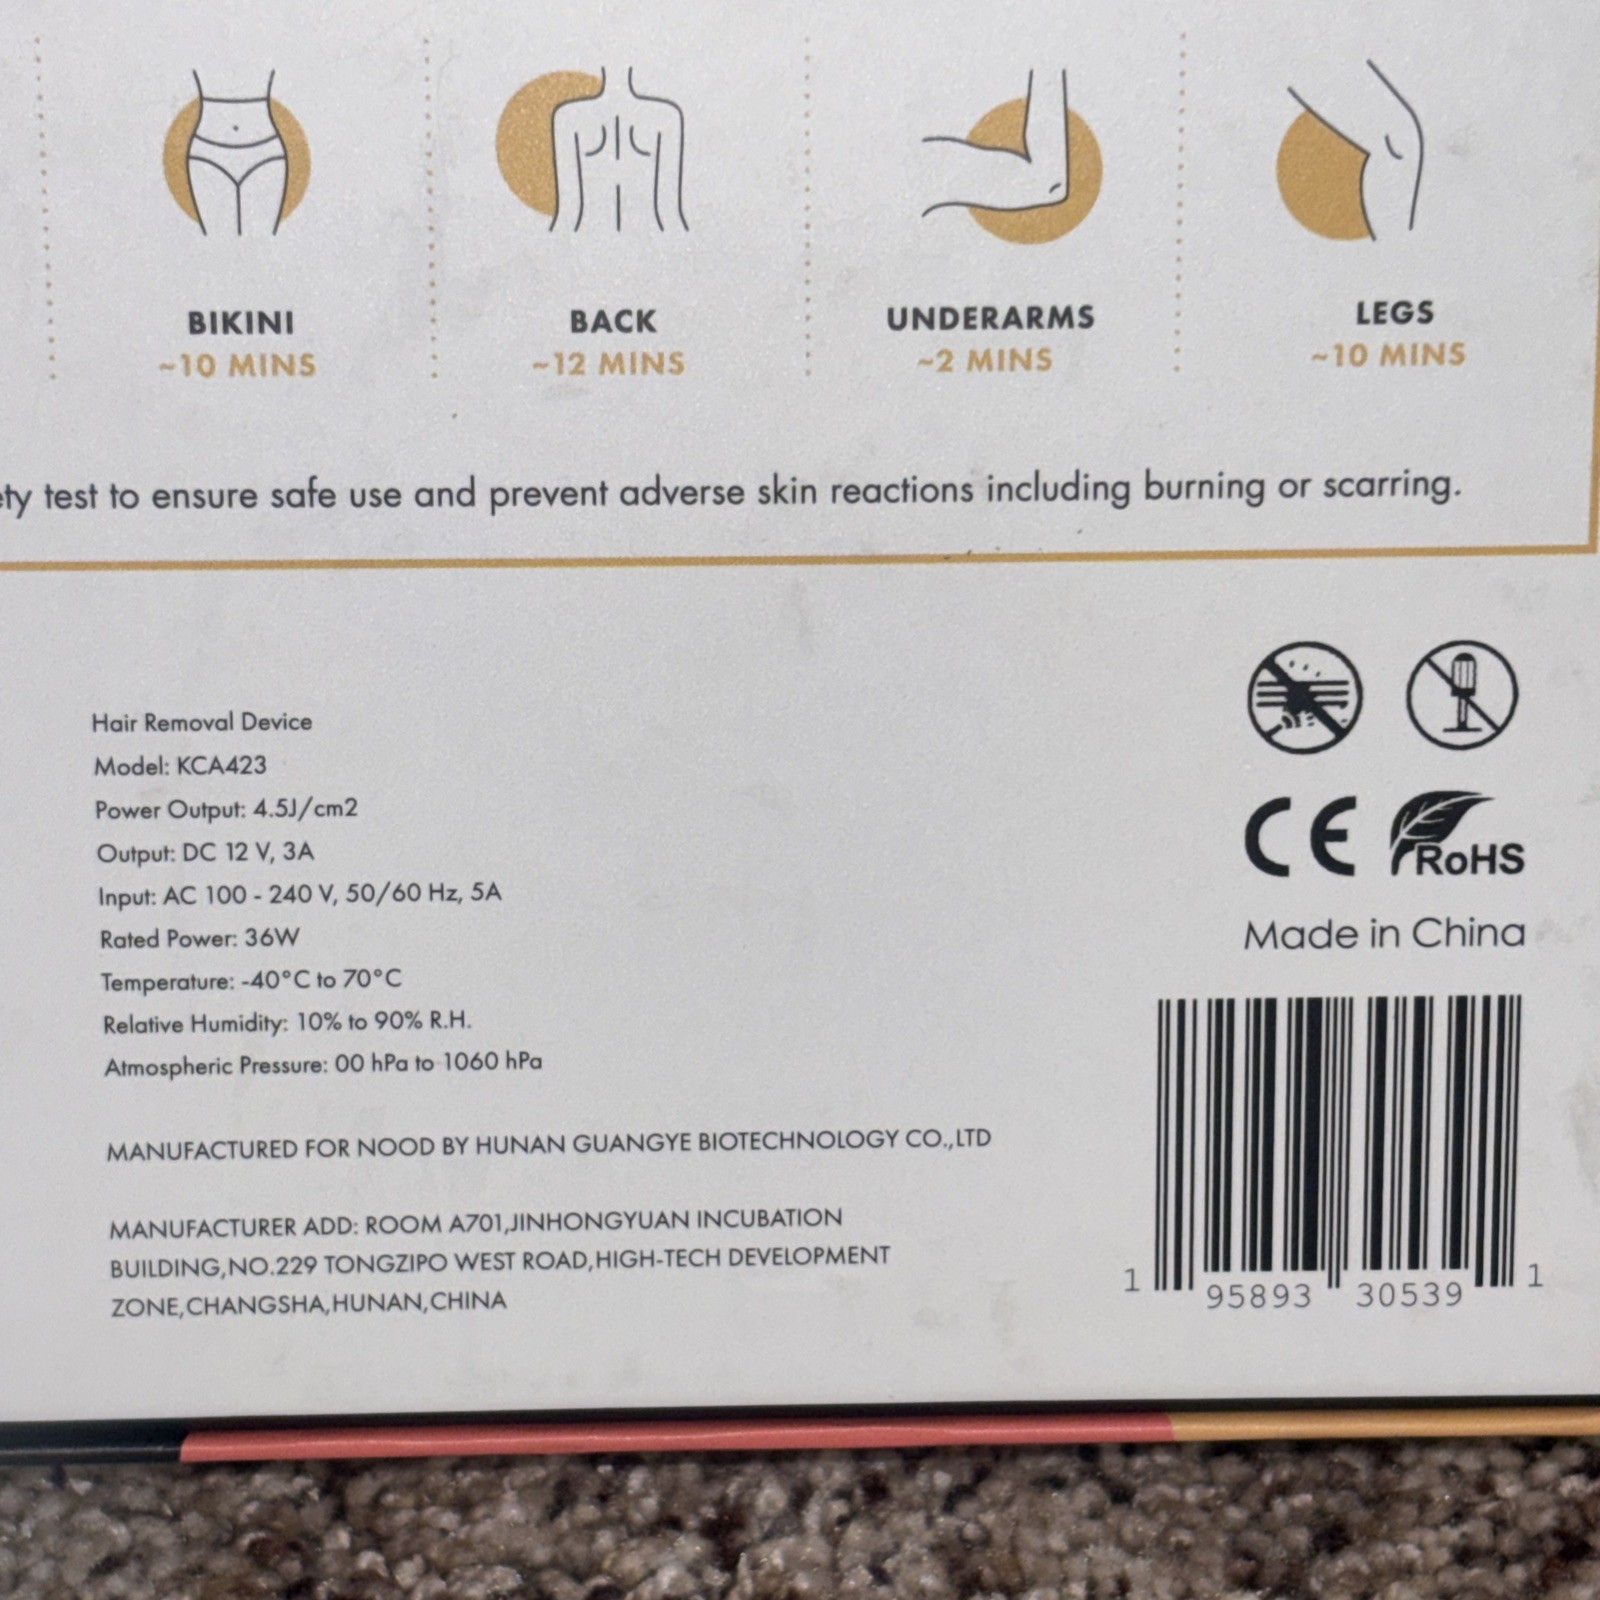 BIKINI
~10 MINS
BACK
~12 MINS
UNDERARMS
~2 MINS
LEGS
~10 MINS
test to ensure safe use and prevent adverse skin reactions including burning or scarring.
Hair Removal Device
Model: KCA423
Power Output: 4.5J/cm2
Output: DC 12 V, 3A
Input: AC 100 - 240 V, 50/60 Hz, 5A
Rated Power: 36W
Temperature: -40°C to 70°C
Relative Humidity: 10% to 90% R.H.
Atmospheric Pressure: 00 hPa to 1060 hPa
MANUFACTURED FOR NOOD BY HUNAN GUANGYE BIOTECHNOLOGY CO.,LTD
MANUFACTURER ADD: ROOM A701,JINHONGYUAN INCUBATION
BUILDING,NO.229 TONGZIPO WEST ROAD,HIGH-TECH DEVELOPMENT
ZONE,CHANGSHA,HUNAN,CHINA
CE RoHS
Made in China
1 95893 30539 1